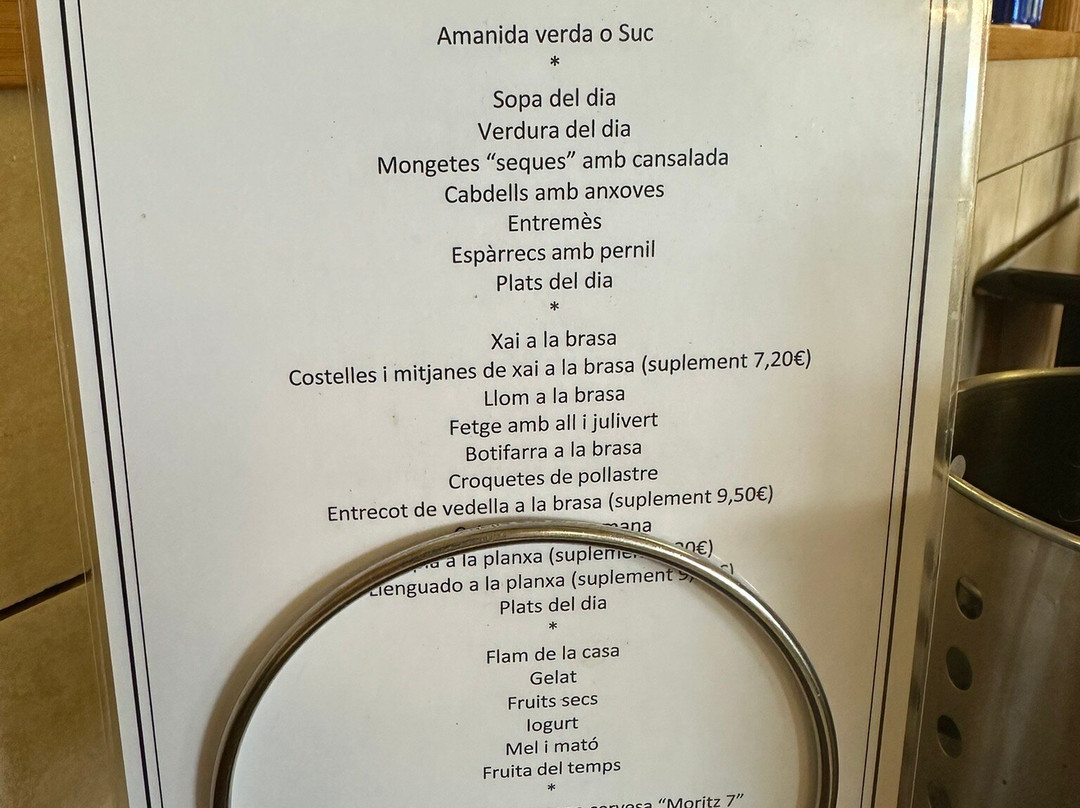 Amanida verda o Suc
*
Sopa del dia
Verdura del dia
Mongetes “seques” amb cansalada
Cabdells amb anxoves
Entremès
Espàrrecs amb pernil
Plats del dia
*
Xai a la brasa
Costelles i mitjanes de xai a la brasa (suplement 7,20€)
Llom a la brasa
Fetge amb all i julivert
Botifarra a la brasa
Croquetes de pollastre
Entrecot de vedella a la brasa (suplement 9,50€)
a la planxa
Llenguado a la planxa (suplement
Plats del dia
*
Flam de la casa
Gelat
Fruits secs
Iogurt
Mel i mató
Fruita del temps
*
cervesa “Moritz 7”